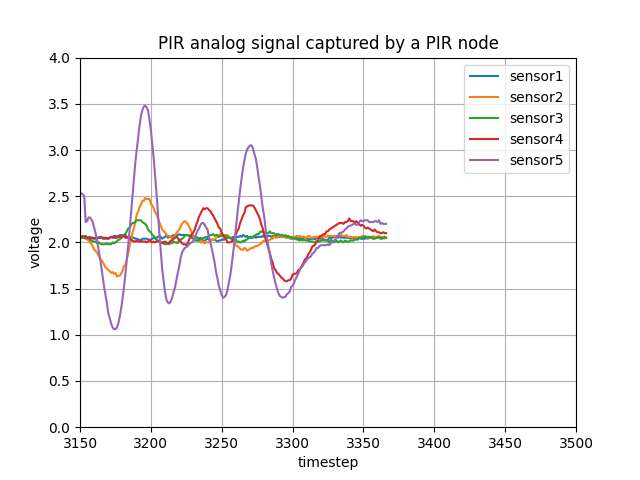 PIR analog signal captured by a PIR node
4.0
3.5
3.0
2.5
2.0
1.5
1.0
0.5
0.0
voltage
sensor1
sensor2
sensor3
sensor4
sensor5
3150 3200 3250 3300 3350 3400 3450 3500
timestep